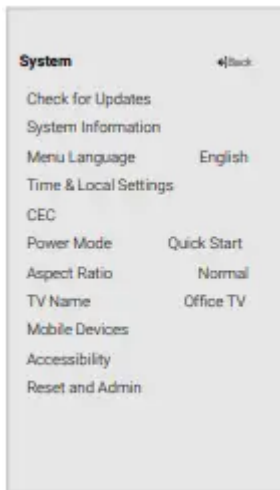 System Back
Check for Updates
System Information
Menu Language English
Time & Local Settings
CEC
Power Mode Quick Start
Aspect Ratio Normal
TV Name Office TV
Mobile Devices
Accessibility
Reset and Admin